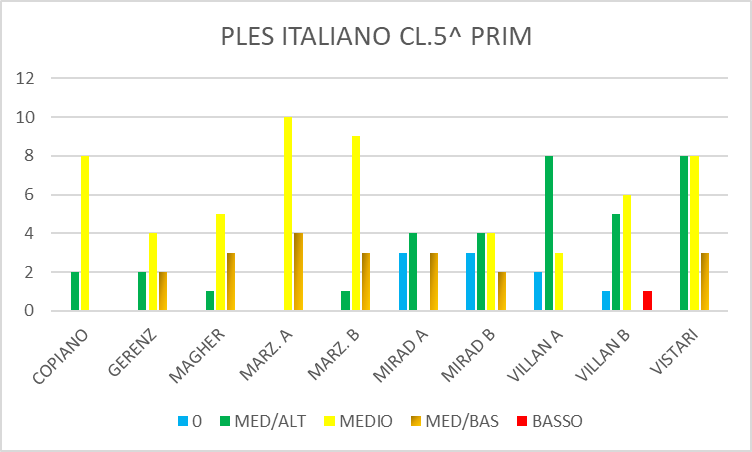 PLES ITALIANO CL.5^ PRIM
12
10
8
6
4
2
0
COPIANO
GERENZ
MAGHER
MARZ. A
MARZ. B
MIRAD A
MIRAD B
VILLAN A
VILLAN B
VISTARI
0 MED/ALT MEDIO MED/BAS BASSO